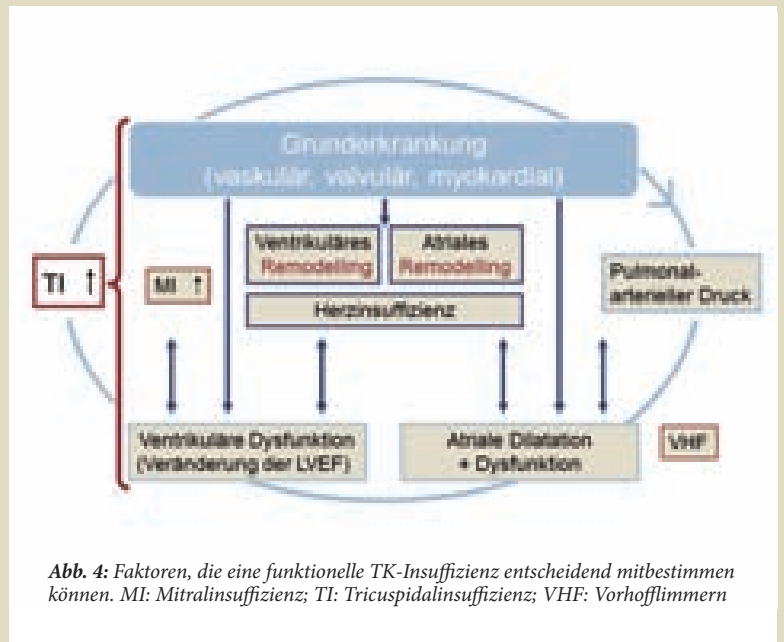 Grunderkrankung
(vaskulär, valvulär, myokardial)
Ventrikuläres
Remodelling
Atriales
Remodelling
TI ↑
MI ↑
Pulmonal-
arterieller Druck
Herzinsuffizienz
Ventrikuläre Dysfunktion
(Veränderung der LVEF)
Atriale Dilatation
+ Dysfunktion
VHF
Abb. 4: Faktoren, die eine funktionelle TK-Insuffizienz entscheidend mitbestimmen
können. MI: Mitralinsuffizienz; TI: Tricuspidalinsuffizienz; VHF: Vorhofflimmern